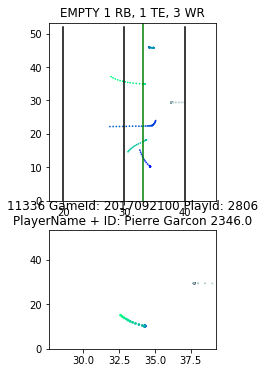 EMPTY 1 RB, 1 TE, 3 WR
50
40
30
20
10
0
20 30 40
11336 GameId: 2017092100 PlayId: 2806
PlayerName + ID: Pierre Garcon 2346.0
40
20
0
30.0 32.5 35.0 37.5